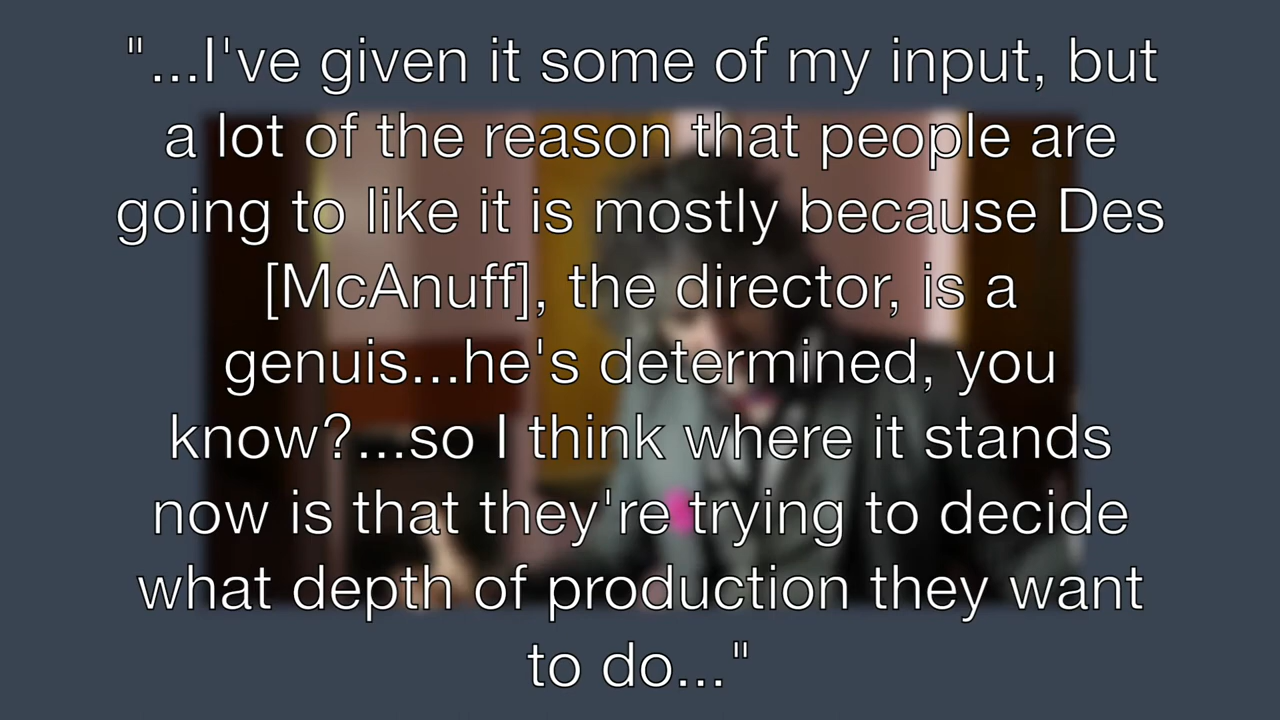 "...I've given it some of my input, but
a lot of the reason that people are
going to like it is mostly because Des
[McAnuff], the director, is a
genuis...he's determined, you
know?...so I think where it stands
now is that they're trying to decide
what depth of production they want
to do..."